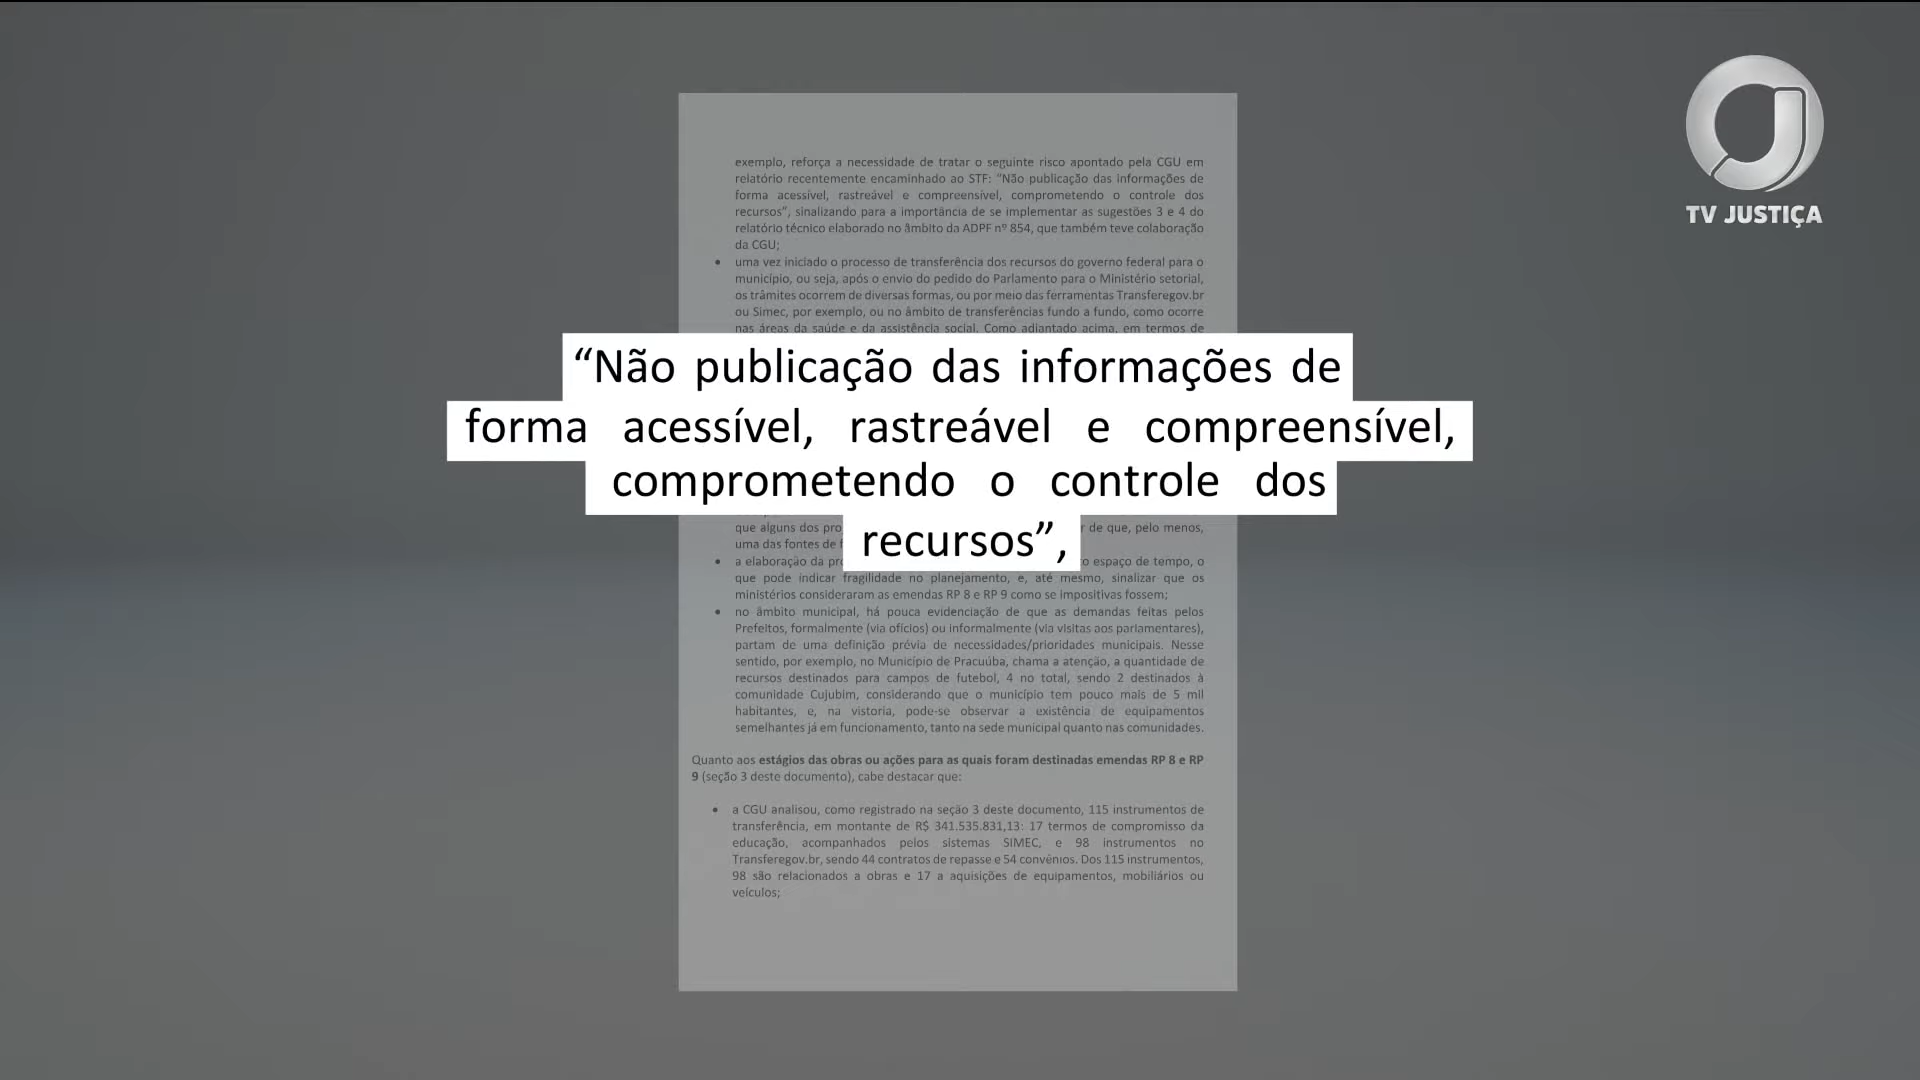 TV JUSTIÇA
exemplo, reforça a necessidade de tratar o seguinte risco apontado pela CGU em
relatório recentemente encaminhado ao STF: “Não publicação das informações de
forma acessível, rastreável e compreensível, comprometendo o controle dos
recursos”, sinalizando para a importância de se implementar as sugestões 3 e 4 do
relatório técnico elaborado no âmbito da ADPF nº 854, que também teve colaboração
da CGU;
• uma vez iniciado o processo de transferência dos recursos do governo federal para o
município, ou seja, após o envio do pedido do Parlamento para o Ministério setorial,
os trâmites ocorrem de diversas formas, ou por meio das ferramentas Transferegov.br
ou Simec, por exemplo, ou no âmbito de transferências fundo a fundo, como ocorre
nas áreas da saúde e da assistência social. Como adiantado acima, em termos de
“Não publicação das informações de
forma acessível, rastreável e compreensível,
comprometendo o controle dos
recursos”,
que alguns dos de que, pelo menos,
uma das fontes de
• a elaboração da espaço de tempo, o
que pode indicar fragilidade no planejamento, e, até mesmo, sinalizar que os
ministérios consideraram as emendas RP 8 e RP 9 como se impositivas fossem;
• no âmbito municipal, há pouca evidenciação de que as demandas feitas pelos
Prefeitos, formalmente (via ofícios) ou informalmente (via visitas aos parlamentares),
partam de uma definição prévia de necessidades/prioridades municipais. Nesse
sentido, por exemplo, no Município de Pracuúba, chama a atenção, a quantidade de
recursos destinados para campos de futebol, 4 no total, sendo 2 destinados à
comunidade Cujubim, considerando que o município tem pouco mais de 5 mil
habitantes, e, na vistoria, pode-se observar a existência de equipamentos
semelhantes já em funcionamento, tanto na sede municipal quanto nas comunidades.
Quanto aos estágios das obras ou ações para as quais foram destinadas emendas RP 8 e RP
9 (seção 3 deste documento), cabe destacar que:
• a CGU analisou, como registrado na seção 3 deste documento, 115 instrumentos de
transferência, em montante de R$ 341.535.831,13: 17 termos de compromisso da
educação, acompanhados pelos sistemas SIMEC, e 98 instrumentos no
Transferegov.br, sendo 44 contratos de repasse e 54 convênios. Dos 115 instrumentos,
98 são relacionados a obras e 17 a aquisições de equipamentos, mobiliários ou
veículos;